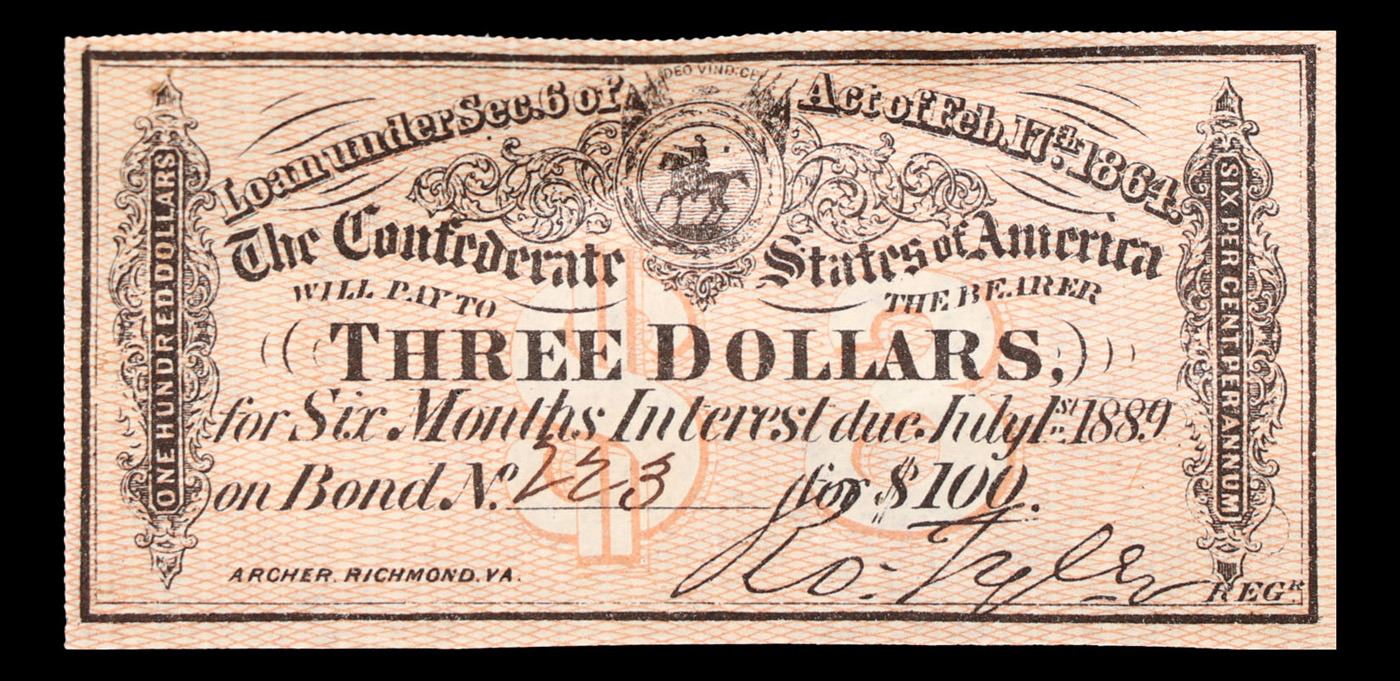 DEO VINDICE
Loan under Sec. 6 of Act of Feb. 17th 1864.
The Confederate States of America
WILL PAY TO THE BEARER
THREE DOLLARS,
for Six Months Interest due July 1st 1889
on Bond No. 223 for $100.
Ro. Tyler
ARCHER, RICHMOND, VA. REGR
ONE HUNDRED DOLLARS
SIX PER CENT PER ANNUM
$3